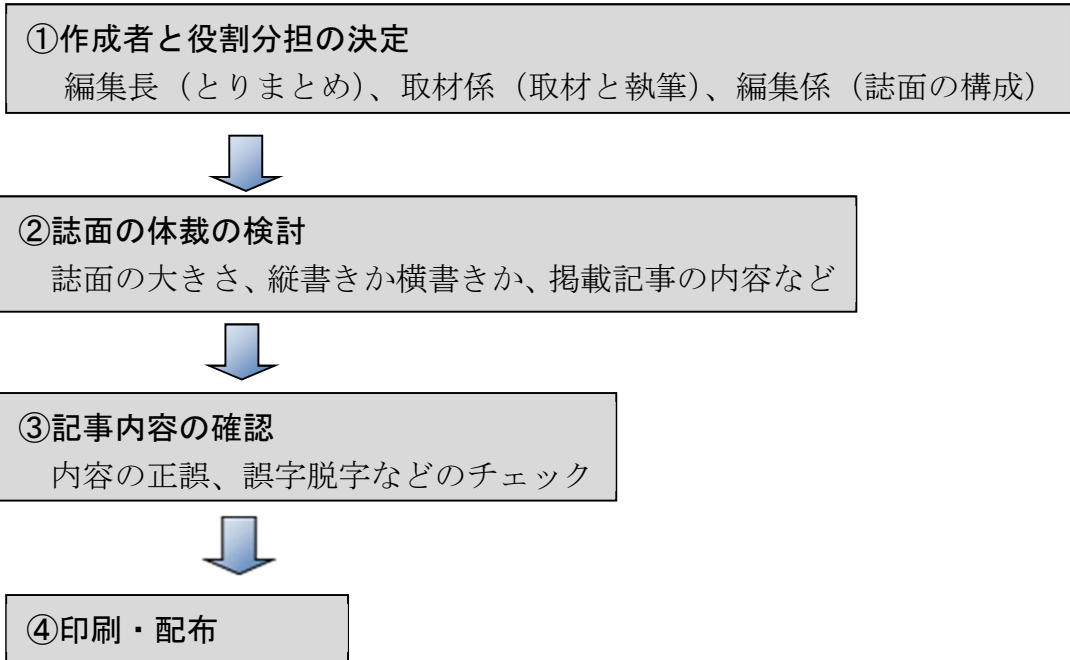 ①作成者と役割分担の決定
編集長（とりまとめ）、取材係（取材と執筆）、編集係（誌面の構成）
②誌面の体裁の検討
誌面の大きさ、縦書きか横書きか、掲載記事の内容など
③記事内容の確認
内容の正誤、誤字脱字などのチェック
④印刷・配布